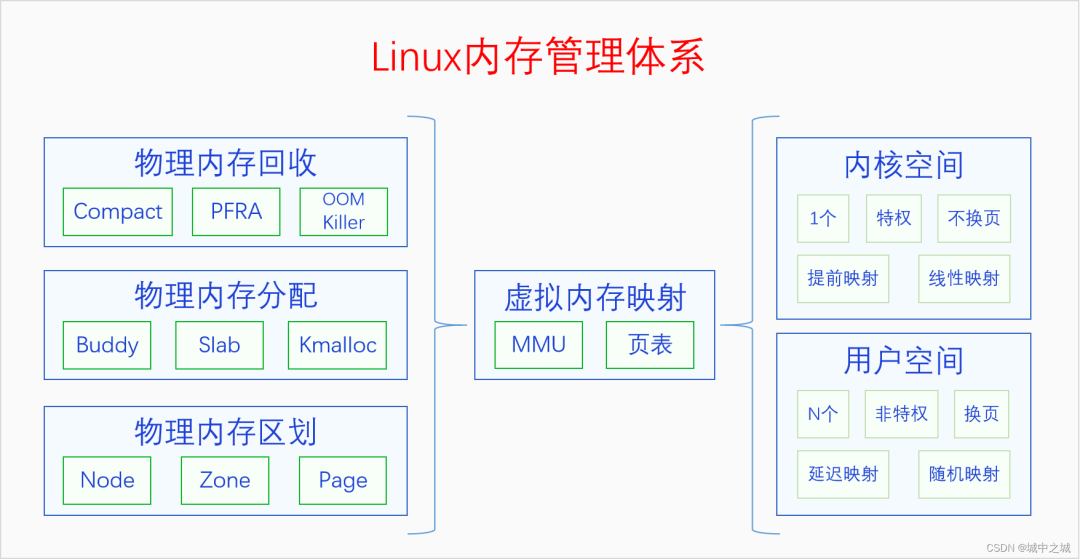 Linux内存管理体系
物理内存回收
Compact
PFRA
OOM
Killer
物理内存分配
Buddy
Slab
Kmalloc
物理内存区划
Node
Zone
Page
虚拟内存映射
MMU
页表
内核空间
1个
特权
不换页
提前映射
线性映射
用户空间
N个
非特权
换页
延迟映射
随机映射
CSDN @城中之城